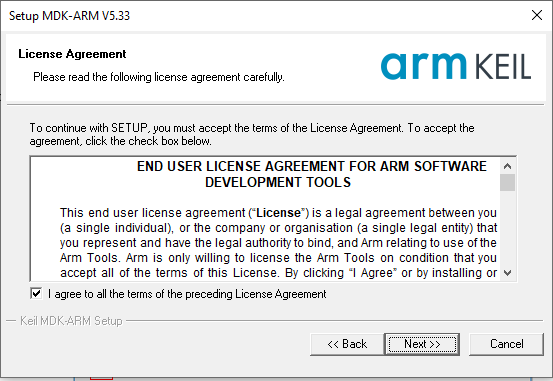 Setup MDK-ARM V5.33
License Agreement
Please read the following license agreement carefully.
arm KEIL
To continue with SETUP, you must accept the terms of the License Agreement. To accept the
agreement, click the check box below.
END USER LICENSE AGREEMENT FOR ARM SOFTWARE
DEVELOPMENT TOOLS
This end user license agreement (“License”) is a legal agreement between you
(a single individual), or the company or organisation (a single legal entity) that
you represent and have the legal authority to bind, and Arm relating to use of the
Arm Tools. Arm is only willing to license the Arm Tools on condition that you
accept all of the terms of this License. By clicking “I Agree” or by installing or
I agree to all the terms of the preceding License Agreement
Keil MDK-ARM Setup
<< Back
Next >>
Cancel